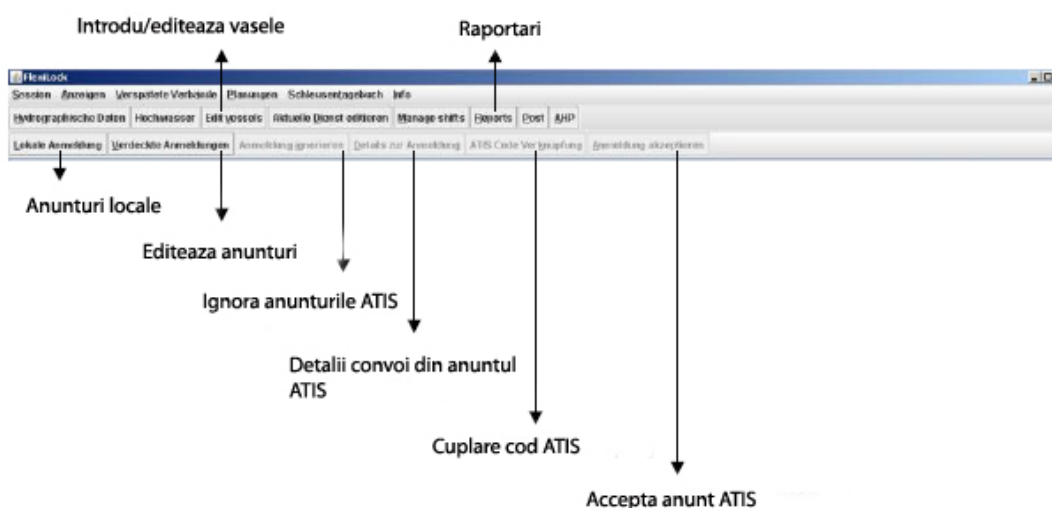 Introdu/editeaza vasele
Raportari
FlexiLock
Session Anzeigen Verspätete Verbände Planungen Schleusentagebuch Info
Hydrographische Daten Hochwasser Edit vessels Aktuelle Dienst editieren Manage shifts Reports Post AHP
Lokale Anmeldung Verdeckte Anmeldungen Anmeldung ignorieren Details zur Anmeldung ATIS Code Verknüpfung Anmeldung akzeptieren
Anunturi locale
Editeaza anunturi
Ignora anunturile ATIS
Detalii convoi din anuntul
ATIS
Cuplare cod ATIS
Accepta anunt ATIS